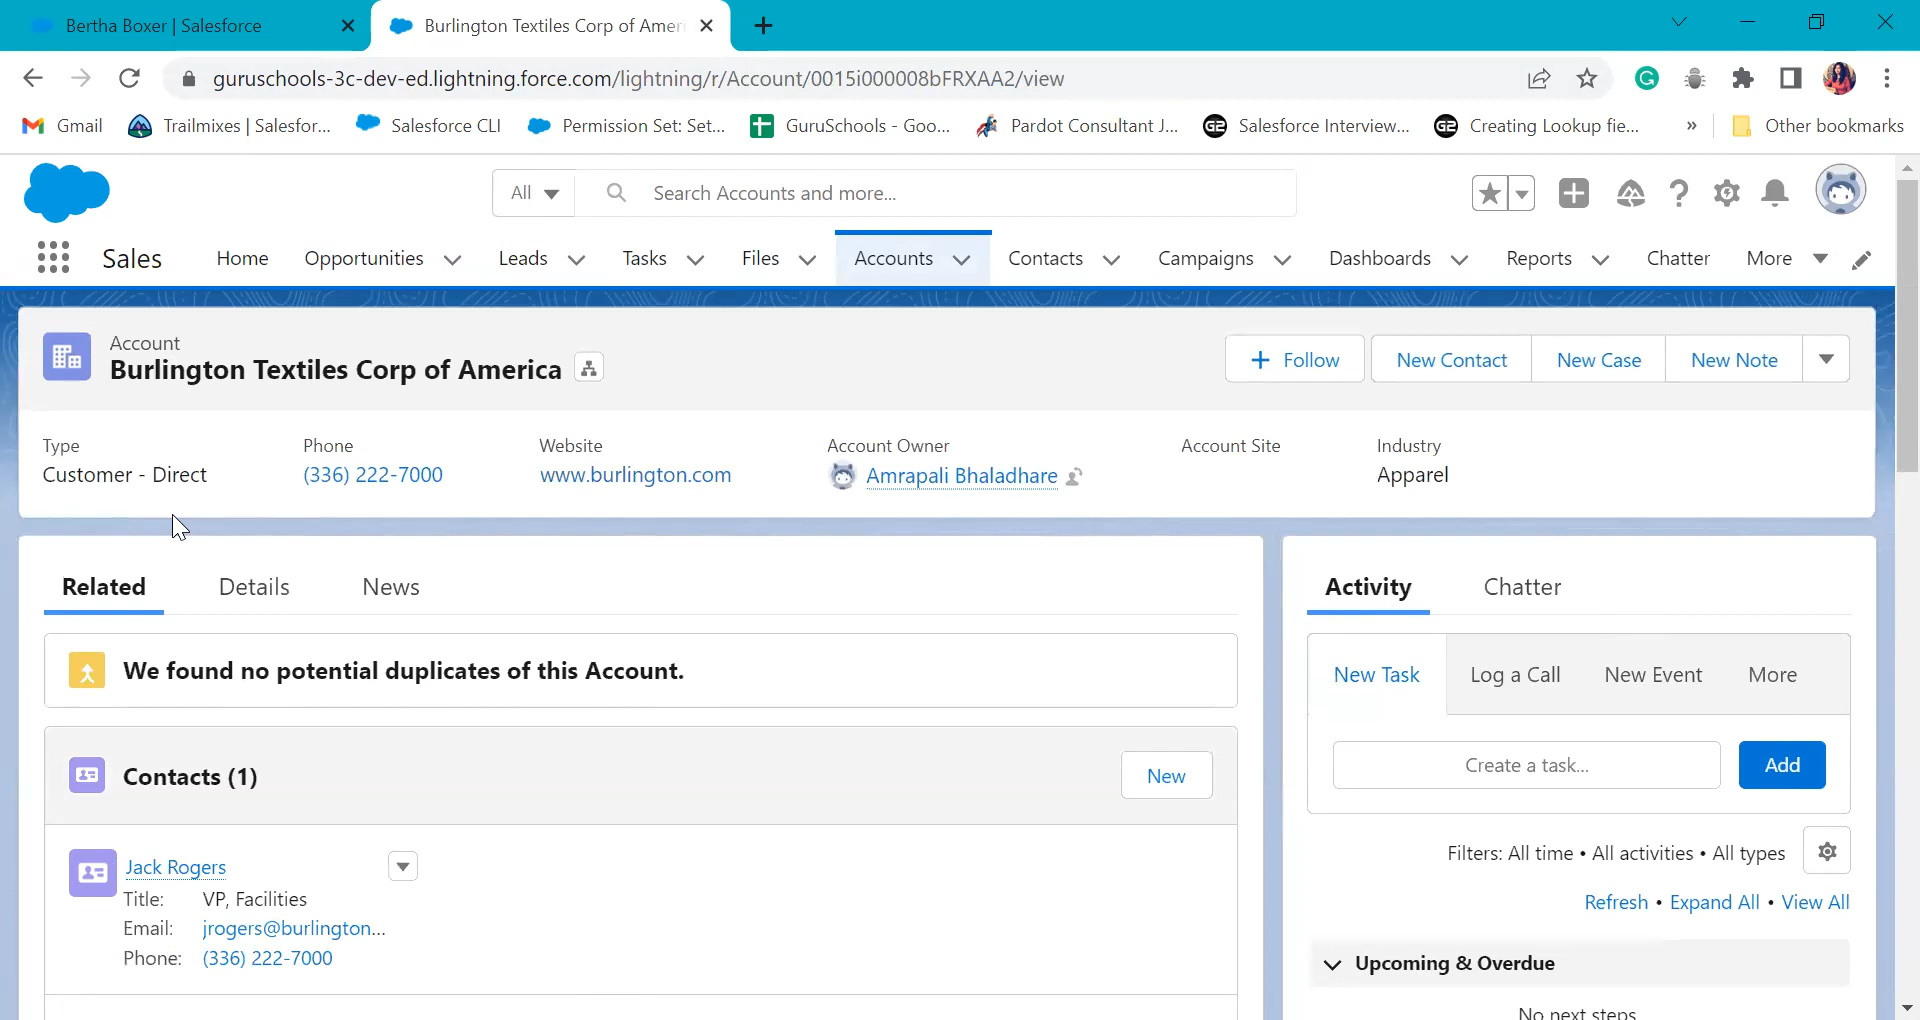 Bertha Boxer | Salesforce
Burlington Textiles Corp of Amer
guruschools-3c-dev-ed.lightning.force.com/lightning/r/Account/0015i000008bFRXAA2/view
Gmail
Trailmixes | Salesfor...
Salesforce CLI
Permission Set: Set...
GuruSchools - Goo...
Pardot Consultant J...
Salesforce Interview...
Creating Lookup fie...
»
Other bookmarks
All
Search Accounts and more...
Sales
Home
Opportunities
Leads
Tasks
Files
Accounts
Contacts
Campaigns
Dashboards
Reports
Chatter
More
Account
Burlington Textiles Corp of America
+ Follow
New Contact
New Case
New Note
Type
Customer - Direct
Phone
(336) 222-7000
Website
www.burlington.com
Account Owner
Amrapali Bhaladhare
Account Site
Industry
Apparel
Related
Details
News
We found no potential duplicates of this Account.
Contacts (1)
New
Jack Rogers
Title: VP, Facilities
Email: jrogers@burlington...
Phone: (336) 222-7000
Activity
Chatter
New Task
Log a Call
New Event
More
Create a task...
Add
Filters: All time • All activities • All types
Refresh • Expand All • View All
Upcoming & Overdue
No next steps